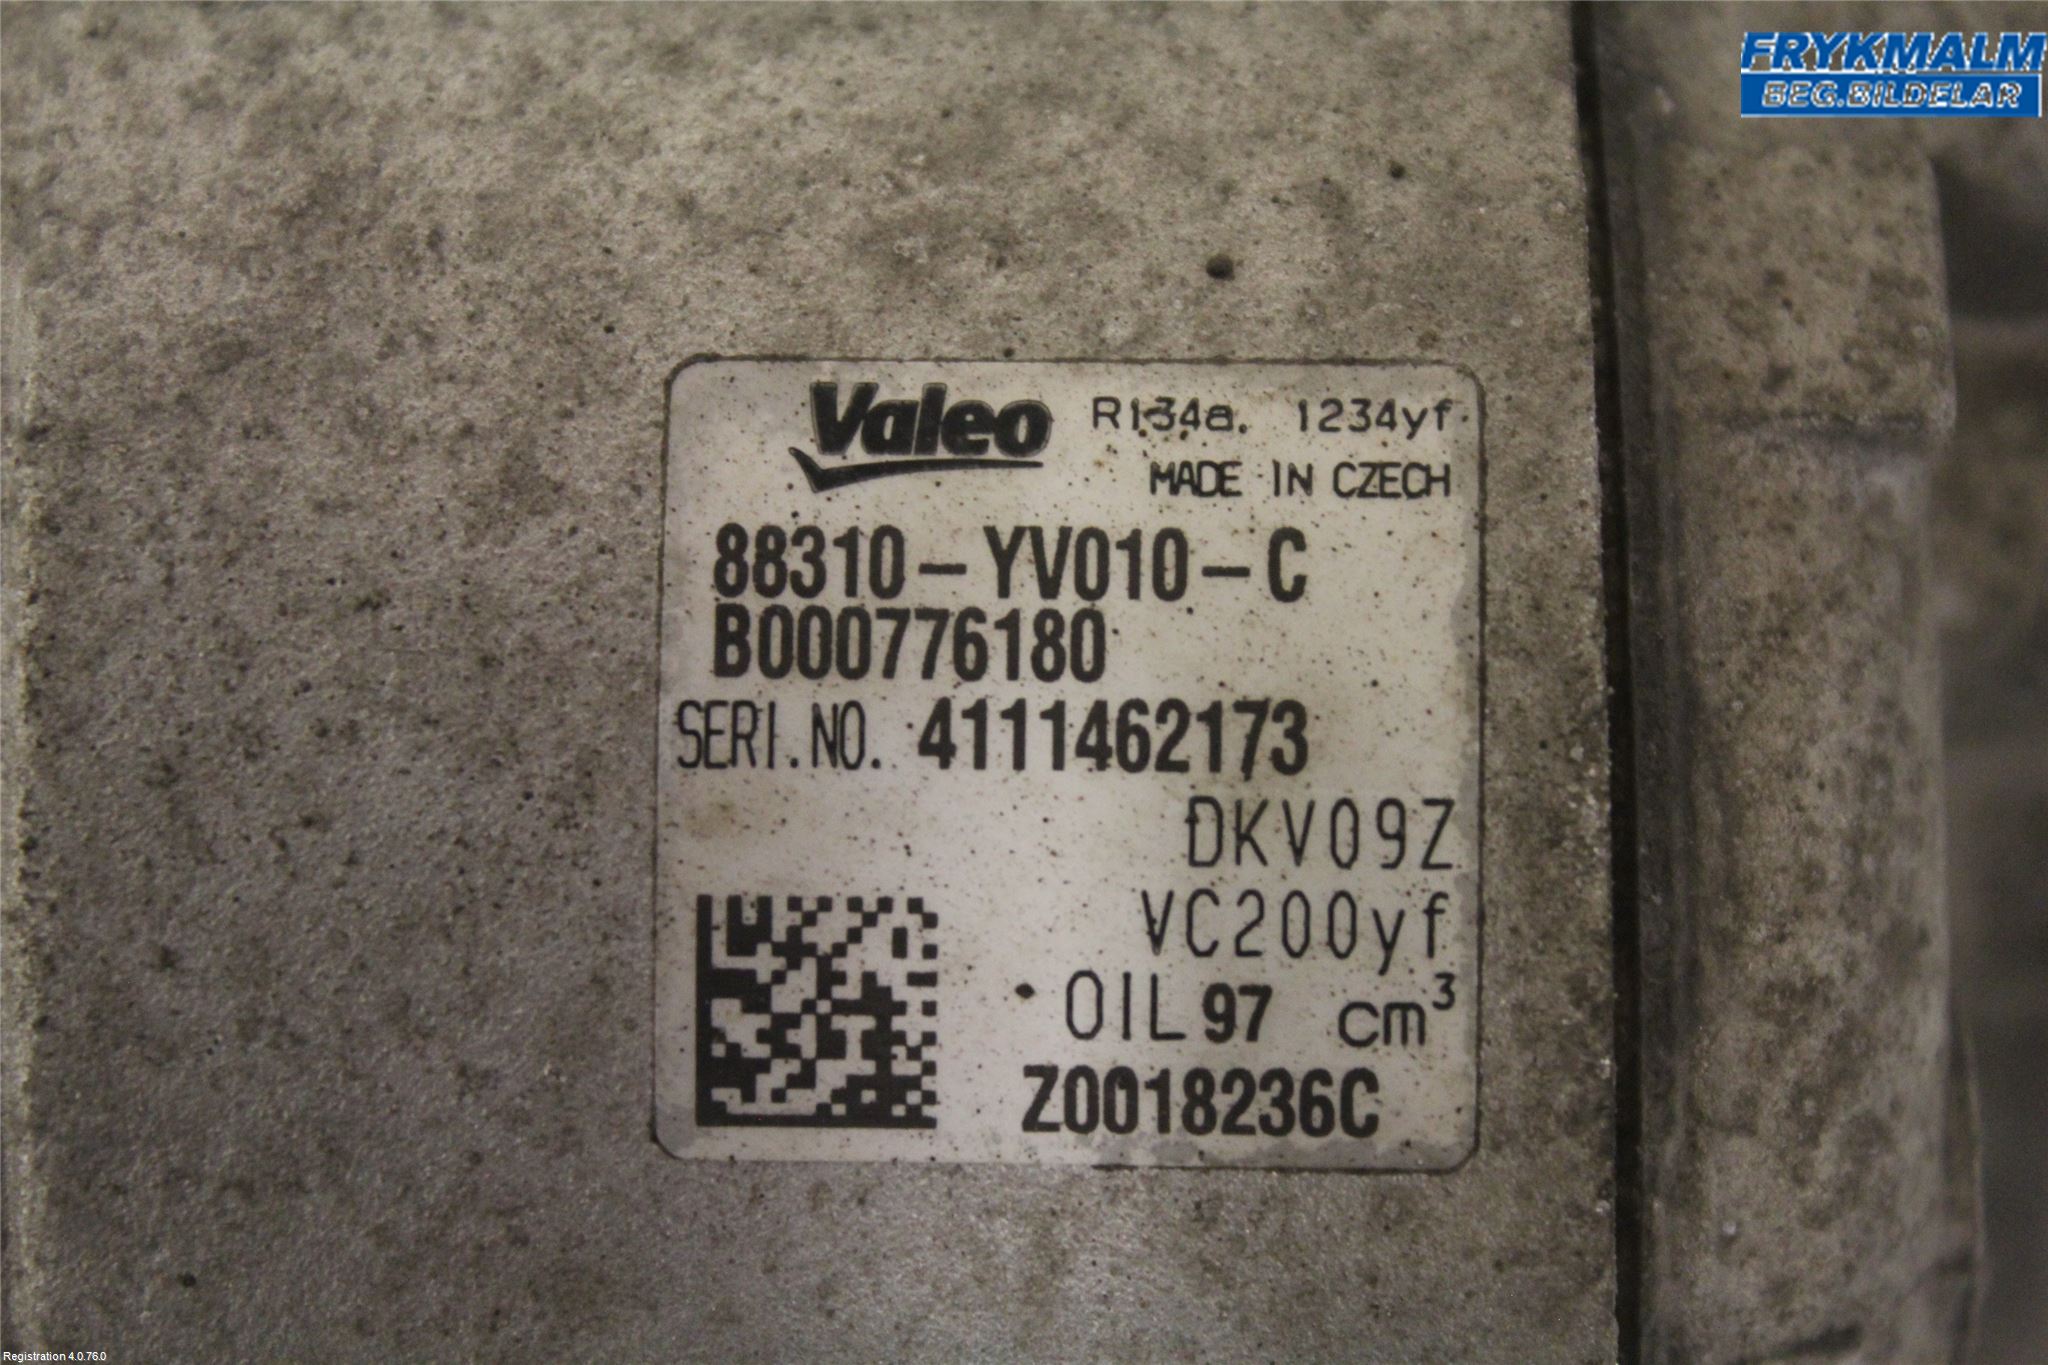 FRYKMALM
BEG.BILDELAR
Valeo R134a. 1234yf
MADE IN CZECH
88310-YV010-C
B000776180
SERI.NO. 4111462173
DKV09Z
VC200yf
OIL 97 cm³
Z0018236C
Registration 4.0.76.0